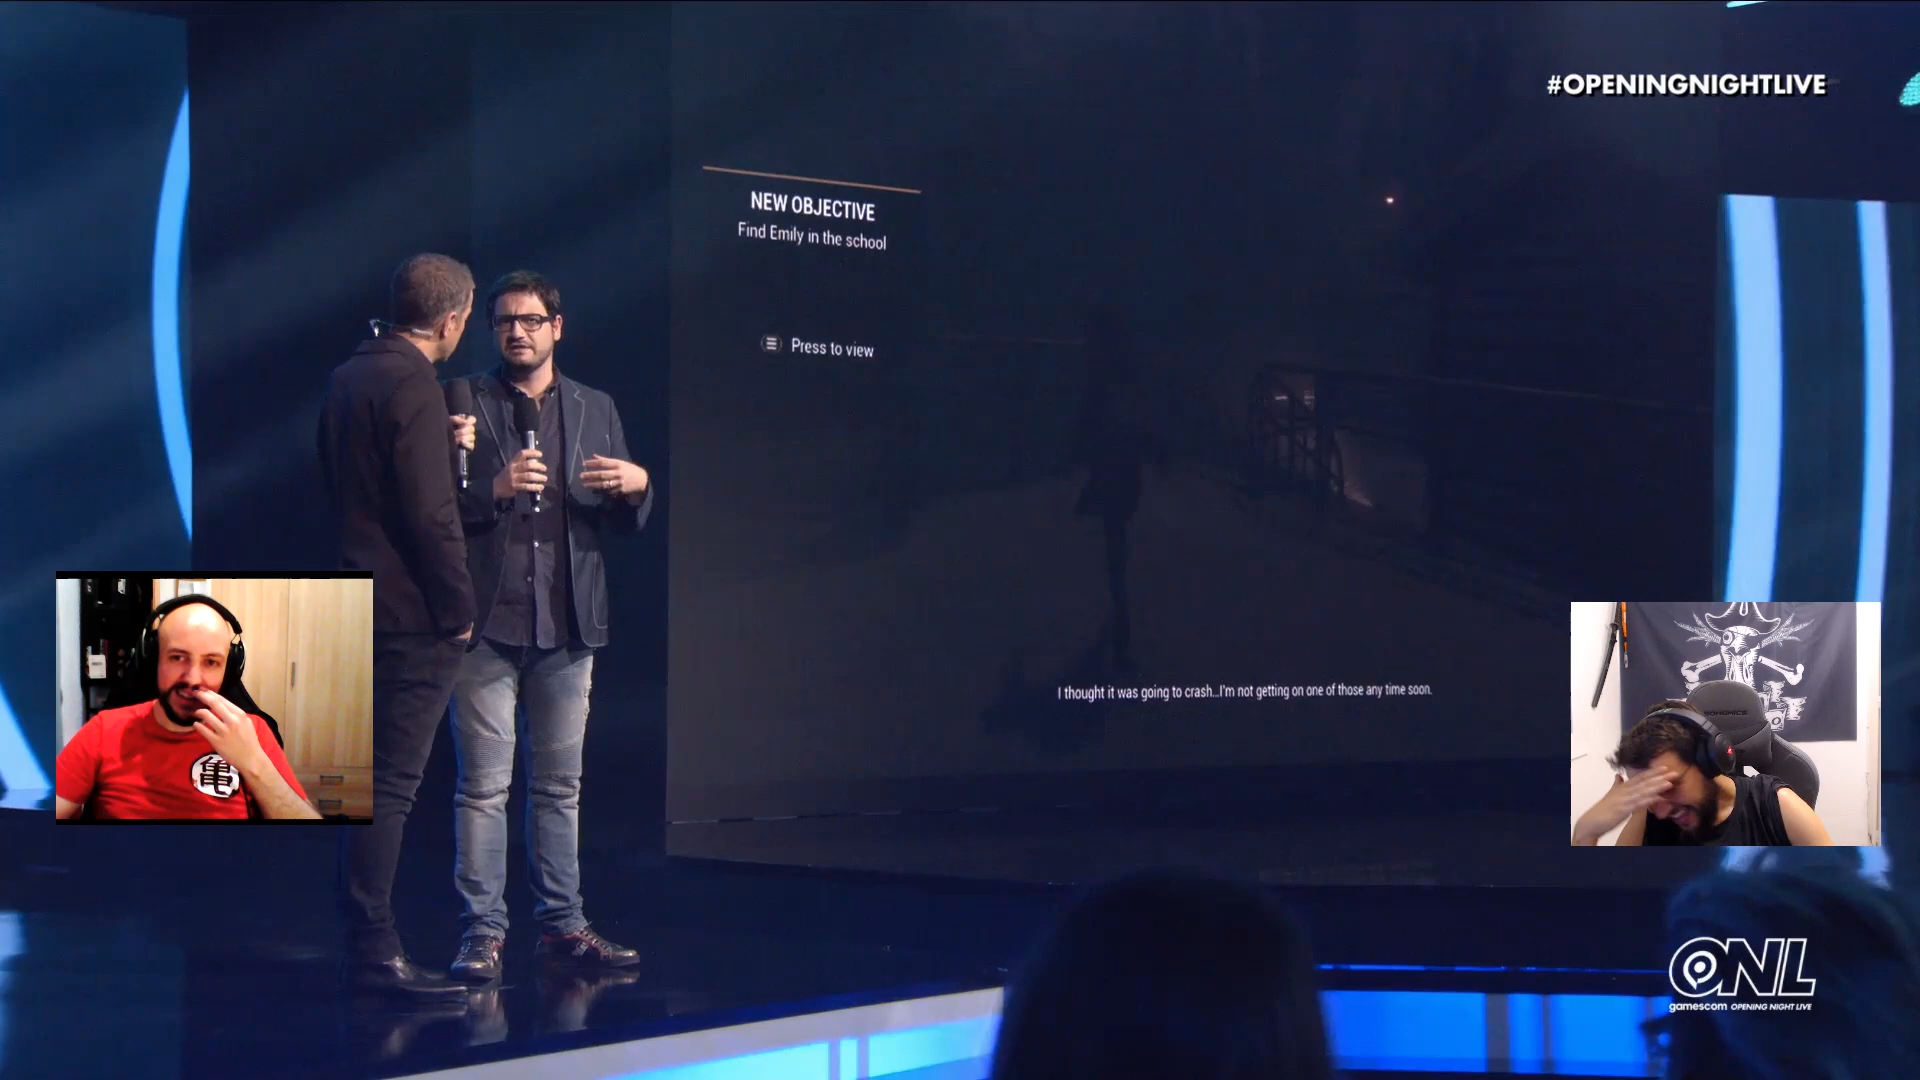 #OPENINGNIGHTLIVE
NEW OBJECTIVE
Find Emily in the school
Press to view
亀
I thought it was going to crash...I'm not getting on one of those any time soon.
ONL
gamescom OPENING NIGHT LIVE